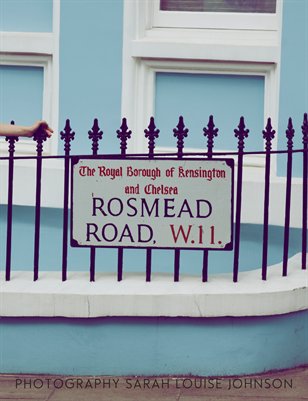 The Royal Borough of Kensington
and Chelsea
ROSMEAD
ROAD, W.11.
PHOTOGRAPHY SARAH LOUISE JOHNSON